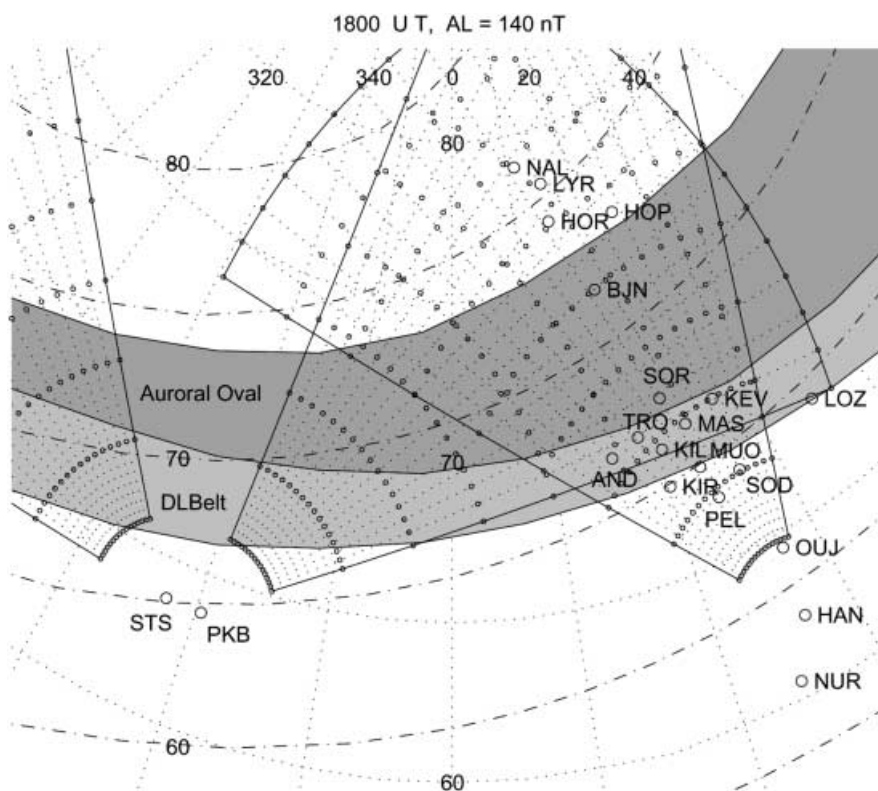 1800 U T, AL = 140 nT
320 340 0 20 40
80
80
NAL
LYR
HOR
HOP
BJN
Auroral Oval
SOR
KEV
LOZ
TRO
MAS
70
70
KIL
MUO
AND
DLBelt
KIR
SOD
PEL
OUJ
STS
PKB
HAN
NUR
60
60